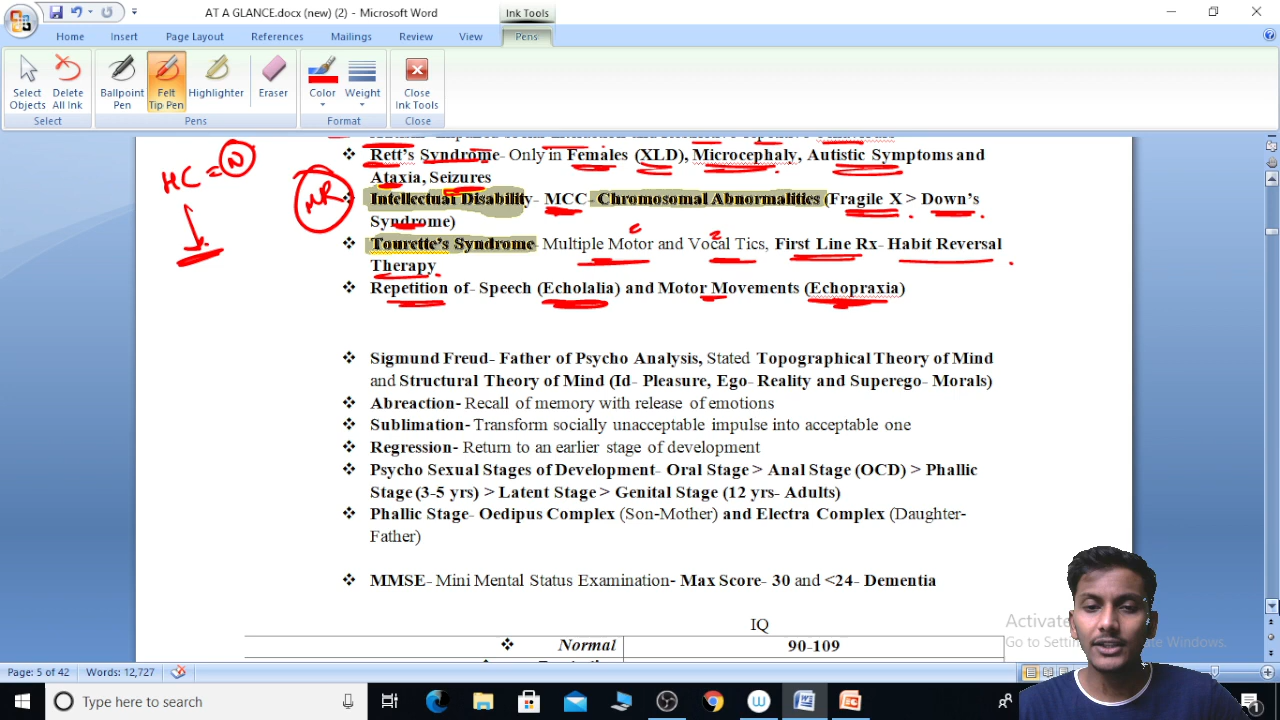 AT A GLANCE.docx (new) (2) - Microsoft Word
Ink Tools
Home Insert Page Layout References Mailings Review View Pens
Select Objects
Delete All Ink
Ballpoint Pen
Felt Tip Pen
Highlighter
Eraser
Color
Weight
Close Ink Tools
Select Pens Format Close
HC = N
MR
❖ Rett's Syndrome- Only in Females (XLD), Microcephaly, Autistic Symptoms and
Ataxia, Seizures
❖ Intellectual Disability- MCC- Chromosomal Abnormalities (Fragile X > Down's
Syndrome)
❖ Tourette's Syndrome- Multiple Motor and Vocal Tics, First Line Rx- Habit Reversal
Therapy
❖ Repetition of- Speech (Echolalia) and Motor Movements (Echopraxia)
❖ Sigmund Freud- Father of Psycho Analysis, Stated Topographical Theory of Mind
and Structural Theory of Mind (Id- Pleasure, Ego- Reality and Superego- Morals)
❖ Abreaction- Recall of memory with release of emotions
❖ Sublimation- Transform socially unacceptable impulse into acceptable one
❖ Regression- Return to an earlier stage of development
❖ Psycho Sexual Stages of Development- Oral Stage > Anal Stage (OCD) > Phallic
Stage (3-5 yrs) > Latent Stage > Genital Stage (12 yrs- Adults)
❖ Phallic Stage- Oedipus Complex (Son-Mother) and Electra Complex (Daughter-
Father)
❖ MMSE- Mini Mental Status Examination- Max Score- 30 and <24- Dementia
IQ
❖ Normal 90-109
Activate
Go to Settin te Windows.
Page: 5 of 42 Words: 12,727
Type here to search